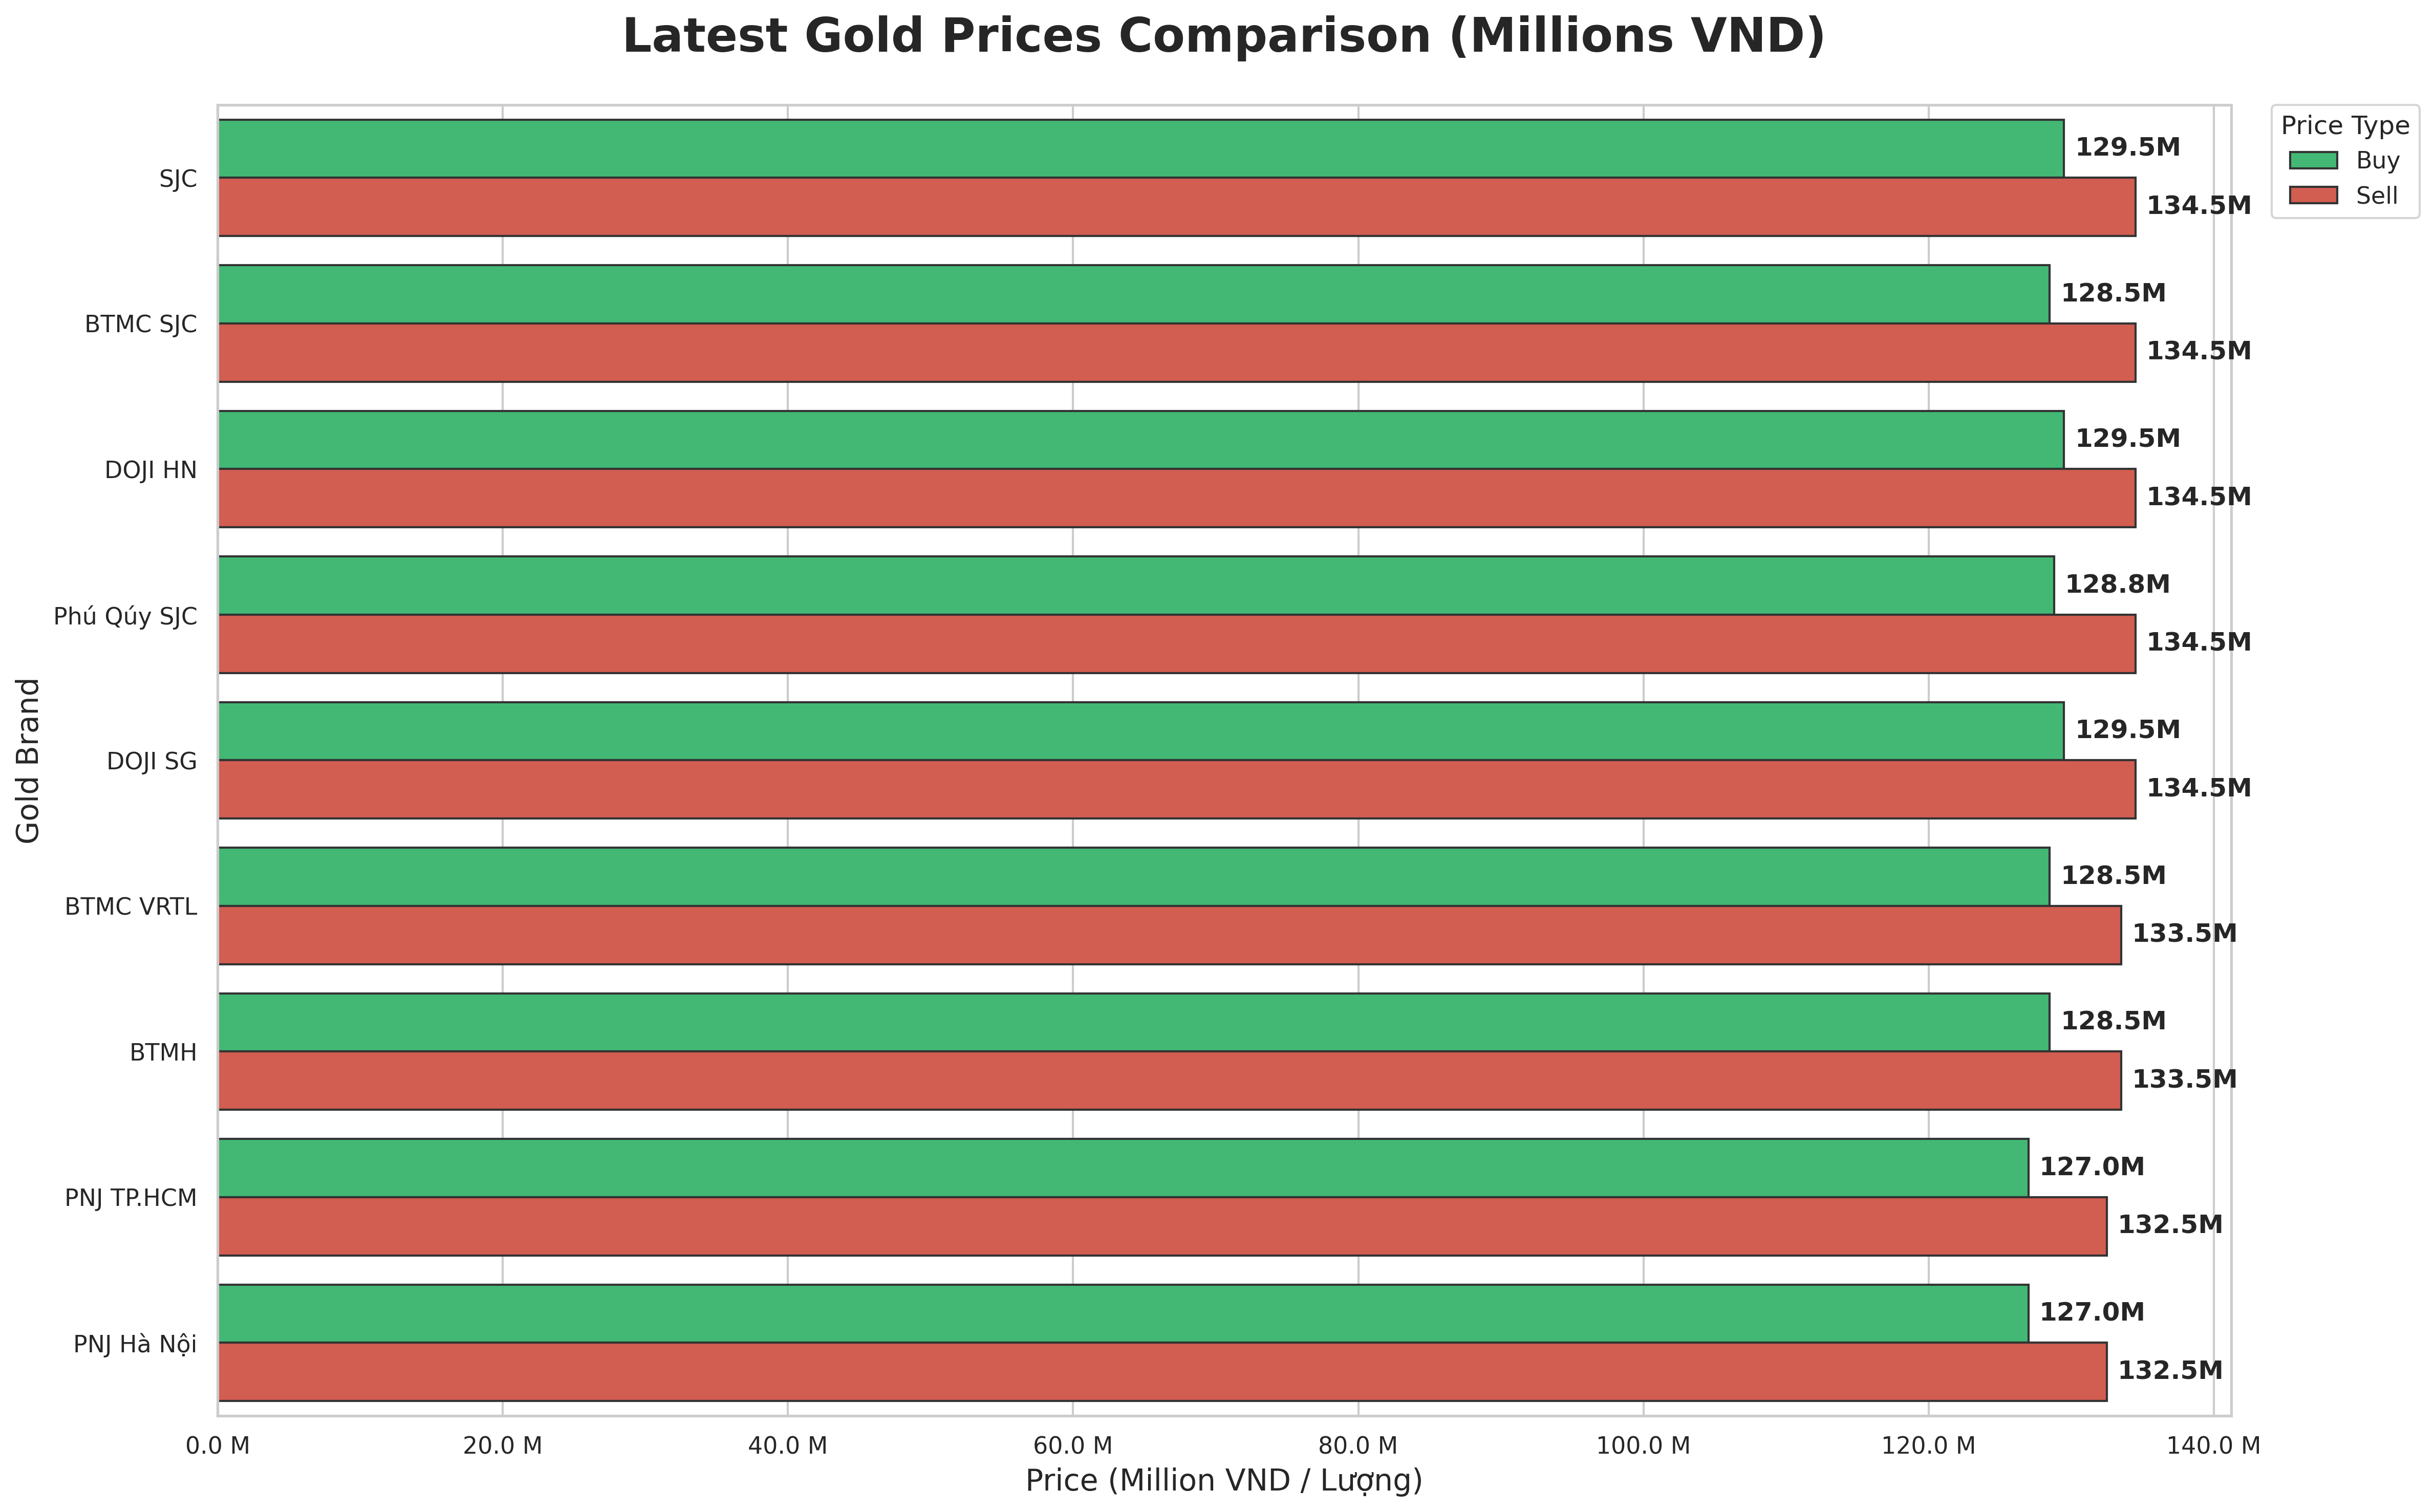 Latest Gold Prices Comparison (Millions VND)
Price Type
Buy
Sell
Gold Brand
SJC
129.5M
134.5M
BTMC SJC
128.5M
134.5M
DOJI HN
129.5M
134.5M
Phú Qúy SJC
128.8M
134.5M
DOJI SG
129.5M
134.5M
BTMC VRTL
128.5M
133.5M
BTMH
128.5M
133.5M
PNJ TP.HCM
127.0M
132.5M
PNJ Hà Nội
127.0M
132.5M
0.0 M 20.0 M 40.0 M 60.0 M 80.0 M 100.0 M 120.0 M 140.0 M
Price (Million VND / Lượng)